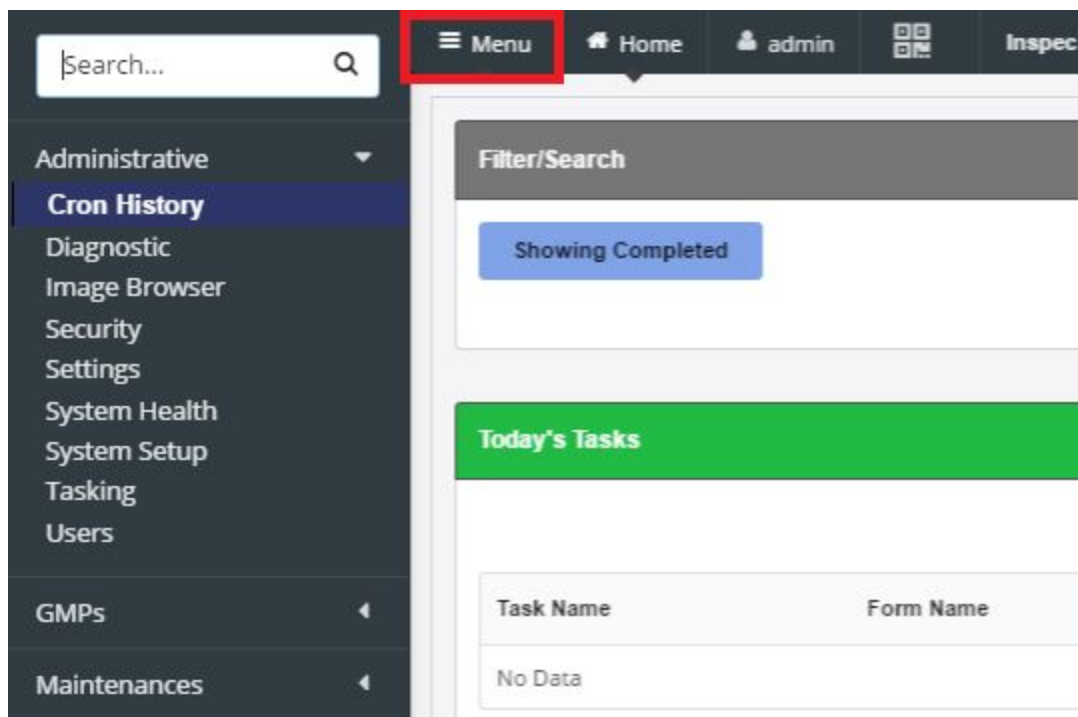 Search...
Menu Home admin Inspec
Administrative
Cron History
Diagnostic
Image Browser
Security
Settings
System Health
System Setup
Tasking
Users
GMPs
Maintenances
Filter/Search
Showing Completed
Today's Tasks
Task Name Form Name
No Data